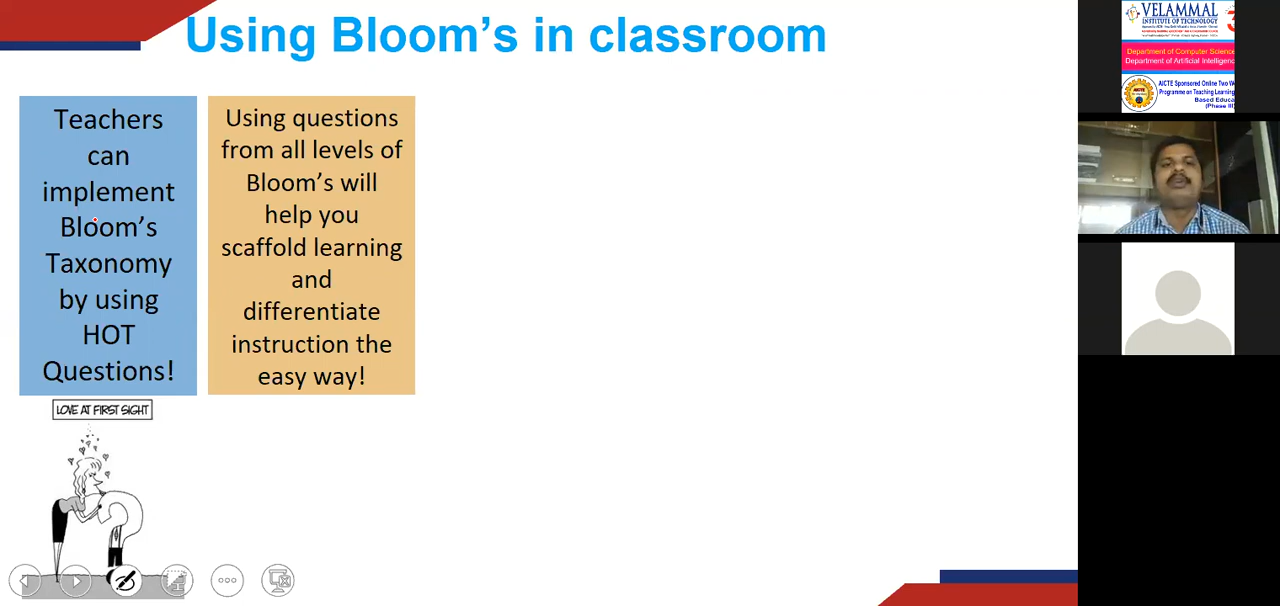 Using Bloom's in classroom
Teachers
can
implement
Bloom's
Taxonomy
by using
HOT
Questions!
Using questions
from all levels of
Bloom's will
help you
scaffold learning
and
differentiate
instruction the
easy way!
LOVE AT FIRST SIGHT
VELAMMAL
INSTITUTE OF TECHNOLOGY
Department of Computer Science
Department of Artificial Intelligenc
AICTE Sponsored Online Two We
Programme on Teaching Learning
Based Educa
(Phase III)